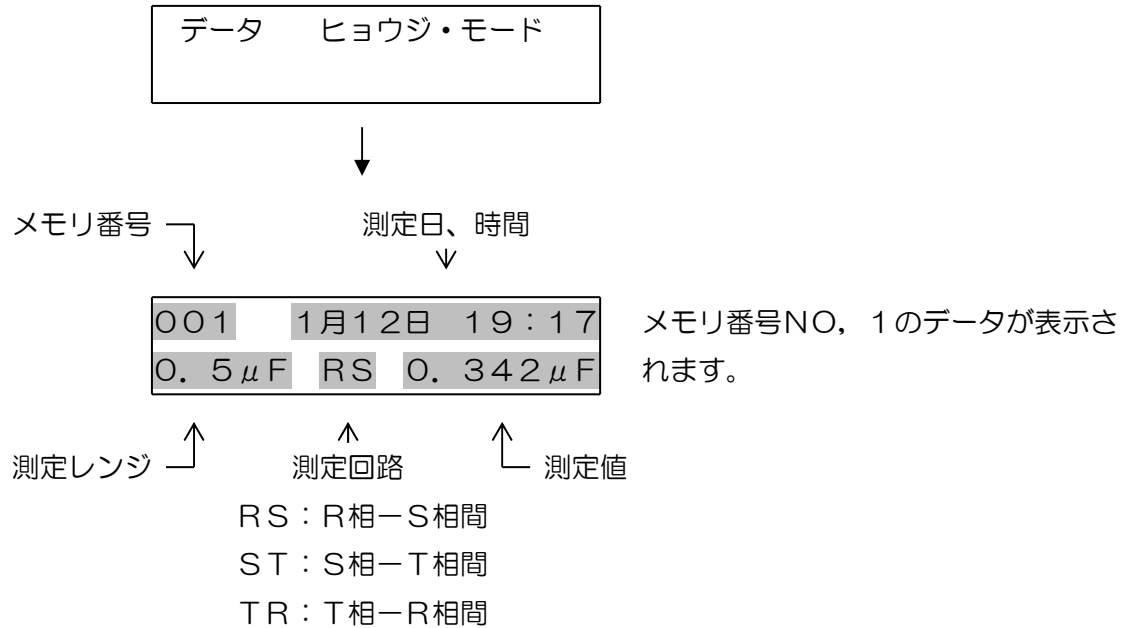 データ　　ヒョウジ・モード
メモリ番号
測定日、時間
００１　　１月１２日　１９：１７
０．５μＦ　ＲＳ　０．３４２μＦ
メモリ番号ＮＯ，１のデータが表示さ
れます。
測定レンジ
測定回路
測定値
ＲＳ：Ｒ相－Ｓ相間
ＳＴ：Ｓ相－Ｔ相間
ＴＲ：Ｔ相－Ｒ相間